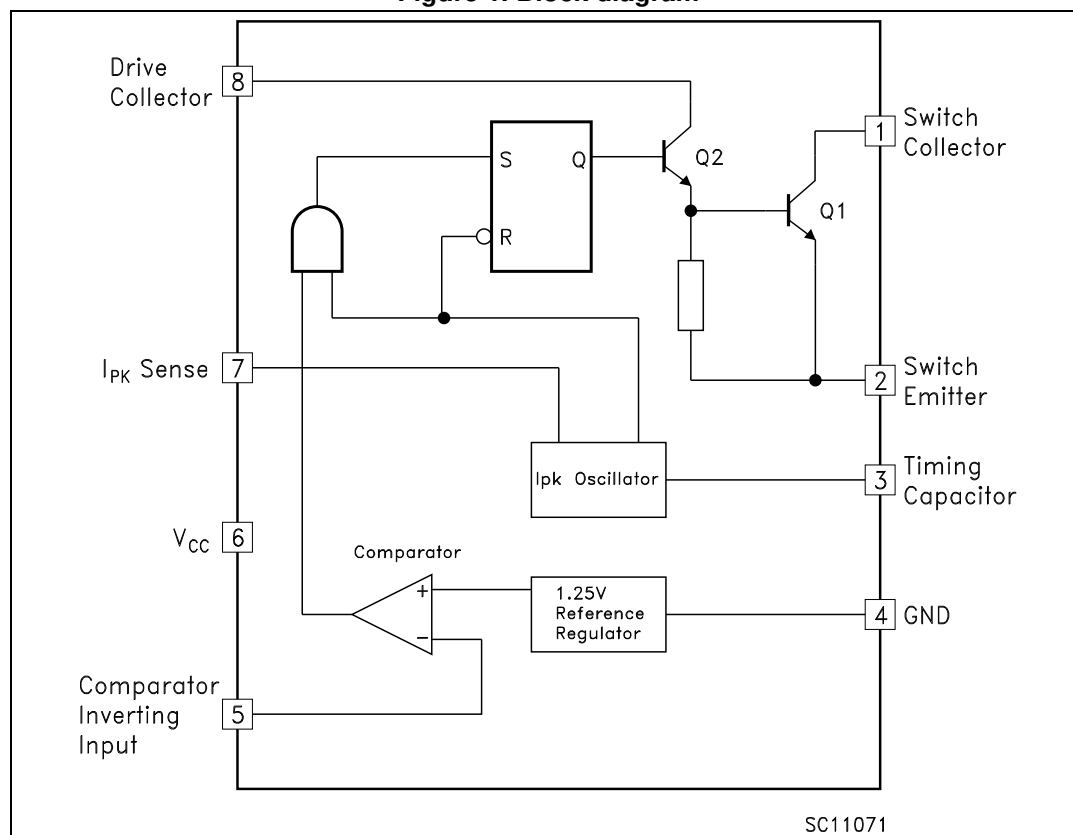 Figure 1. Block diagram
Drive
Collector
8
1
Switch
Collector
S
Q
Q2
Q1
R
I_PK Sense
7
2
Switch
Emitter
Ipk Oscillator
3
Timing
Capacitor
V_CC
6
Comparator
+
−
1.25V
Reference
Regulator
4
GND
Comparator
Inverting
Input
5
SC11071